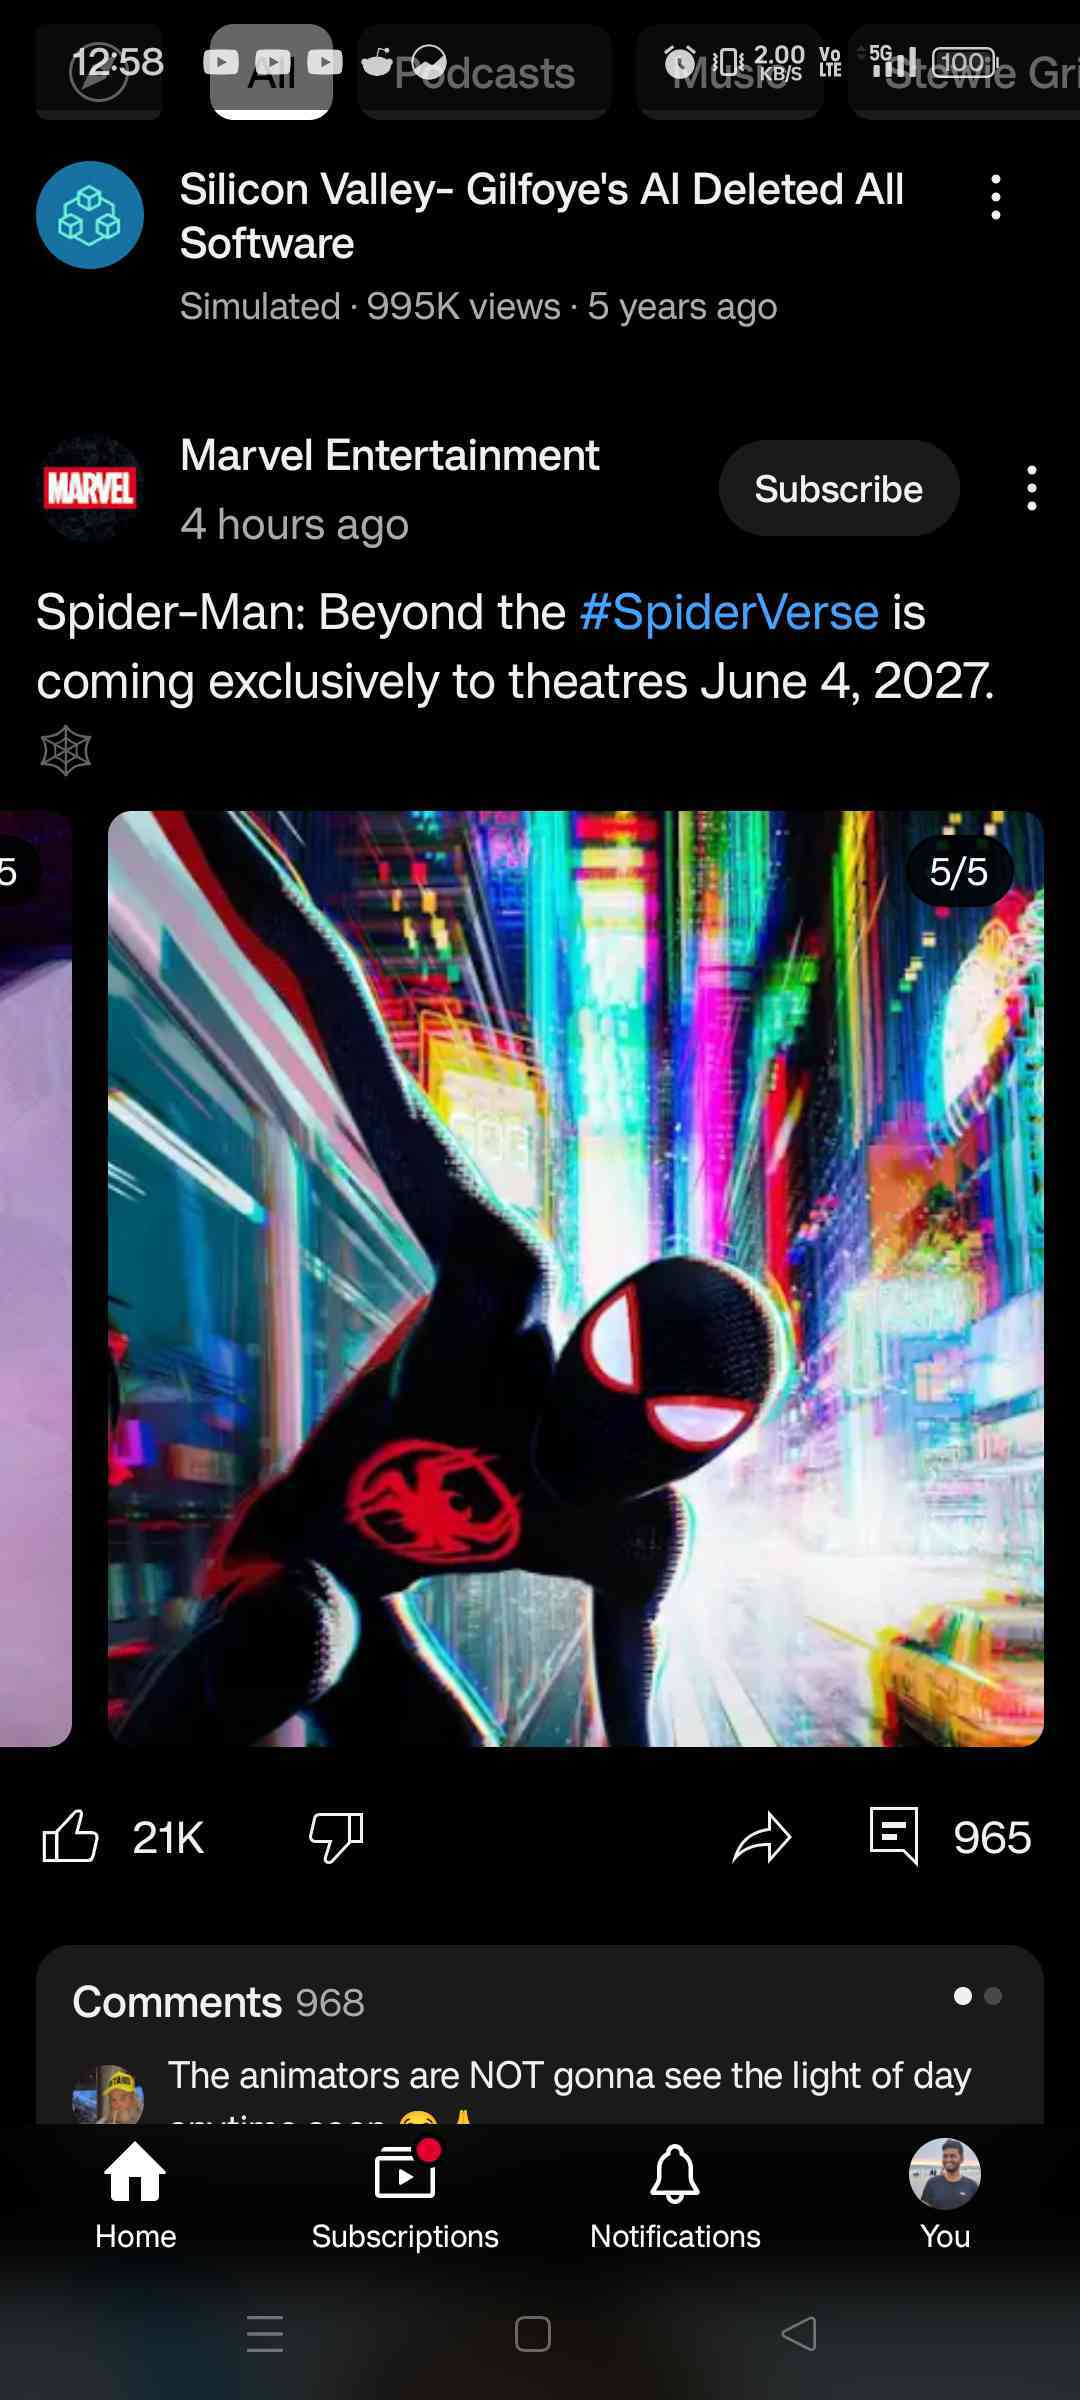 12:58
2.00
KB/S
Vo
LTE
5G
100
All
Podcasts
Music
Stewie Gri
Silicon Valley- Gilfoye's AI Deleted All
Software
Simulated · 995K views · 5 years ago
MARVEL
Marvel Entertainment
4 hours ago
Subscribe
Spider-Man: Beyond the #SpiderVerse is
coming exclusively to theatres June 4, 2027.
🕸️
5
5/5
21K
965
Comments 968
The animators are NOT gonna see the light of day
anytime soon 😭🙏
Home
Subscriptions
Notifications
You